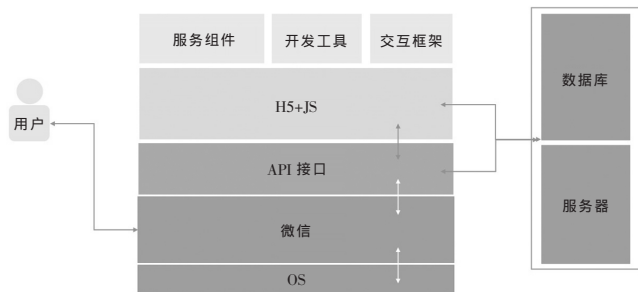 服务组件
开发工具
交互框架
数据库
H5+JS
用户
API 接口
服务器
微信
OS